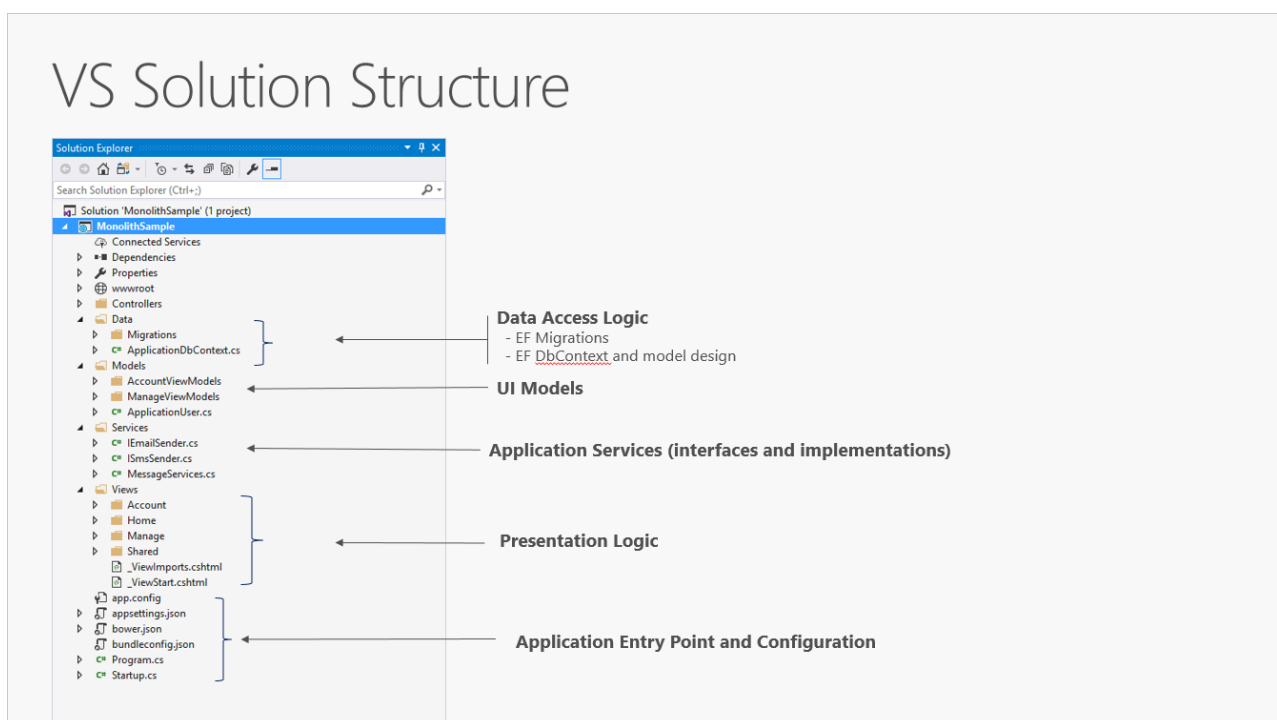 VS Solution Structure
Solution Explorer
Search Solution Explorer (Ctrl+;)
Solution 'MonolithSample' (1 project)
MonolithSample
Connected Services
Dependencies
Properties
wwwroot
Controllers
Data
Migrations
ApplicationDbContext.cs
Models
AccountViewModels
ManageViewModels
ApplicationUser.cs
Services
IEmailSender.cs
ISmsSender.cs
MessageServices.cs
Views
Account
Home
Manage
Shared
_ViewImports.cshtml
_ViewStart.cshtml
app.config
appsettings.json
bower.json
bundleconfig.json
C# Program.cs
C# Startup.cs
Data Access Logic
- EF Migrations
- EF DbContext and model design
UI Models
Application Services (interfaces and implementations)
Presentation Logic
Application Entry Point and Configuration